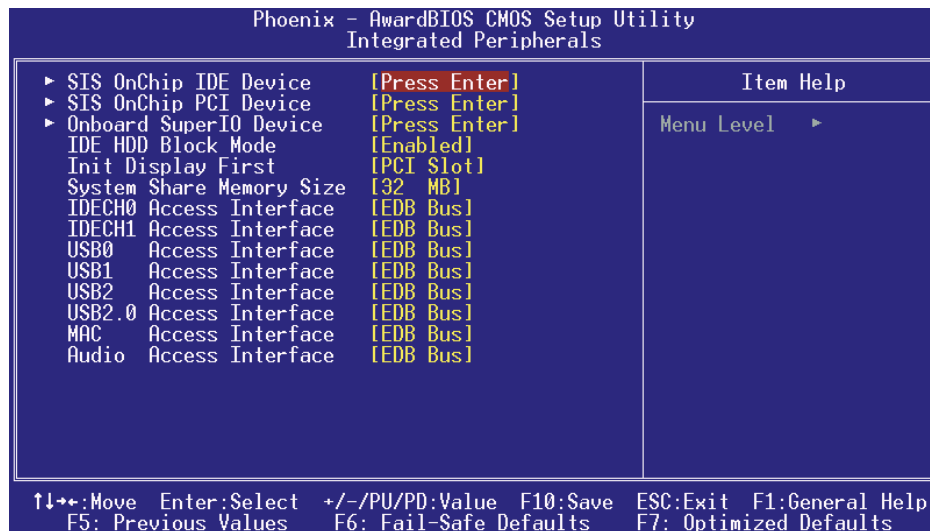 Phoenix - AwardBIOS CMOS Setup Utility
Integrated Peripherals
► SIS OnChip IDE Device [Press Enter]
► SIS OnChip PCI Device [Press Enter]
► Onboard SuperIO Device [Press Enter]
IDE HDD Block Mode [Enabled]
Init Display First [PCI Slot]
System Share Memory Size [32 MB]
IDECH0 Access Interface [EDB Bus]
IDECH1 Access Interface [EDB Bus]
USB0 Access Interface [EDB Bus]
USB1 Access Interface [EDB Bus]
USB2 Access Interface [EDB Bus]
USB2.0 Access Interface [EDB Bus]
MAC Access Interface [EDB Bus]
Audio Access Interface [EDB Bus]
Item Help
Menu Level ►
↑↓→←:Move Enter:Select +/-/PU/PD:Value F10:Save ESC:Exit F1:General Help
F5: Previous Values F6: Fail-Safe Defaults F7: Optimized Defaults